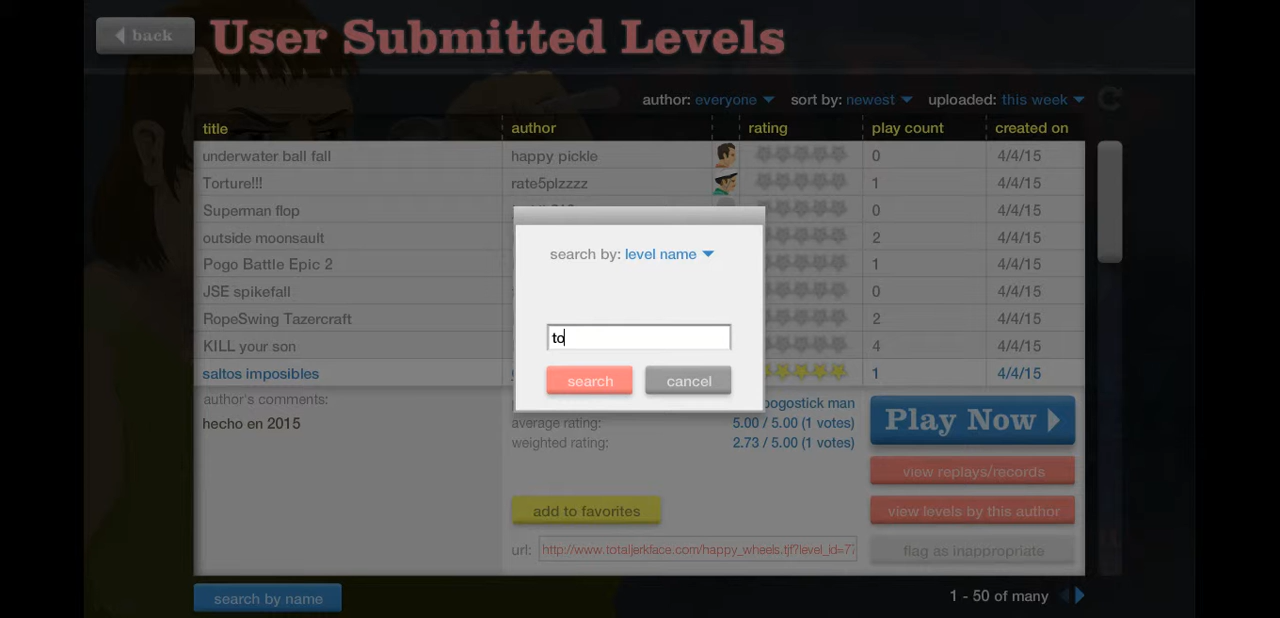 back
User Submitted Levels
author: everyone sort by: newest uploaded: this week
title author rating play count created on
underwater ball fall happy pickle 0 4/4/15
Torture!!! rate5plzzzz 1 4/4/15
Superman flop 0 4/4/15
outside moonsault 2 4/4/15
Pogo Battle Epic 2 1 4/4/15
JSE spikefall 0 4/4/15
RopeSwing Tazercraft 2 4/4/15
KILL your son 4 4/4/15
saltos imposibles 1 4/4/15
search by: level name
to
search cancel
author's comments:
hecho en 2015
pogostick man
average rating: 5.00 / 5.00 (1 votes)
weighted rating: 2.73 / 5.00 (1 votes)
Play Now
view replays/records
add to favorites
view levels by this author
url: http://www.totaljerkface.com/happy_wheels.tjf?level_id=7
flag as inappropriate
search by name
1 - 50 of many